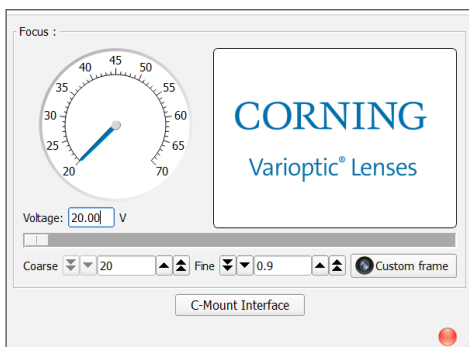 Focus :
45
40 50
35 55
30 60
25 65
20 70
CORNING
Varioptic® Lenses
Voltage: 20.00 V
Coarse 20 Fine 0.9 Custom frame
C-Mount Interface